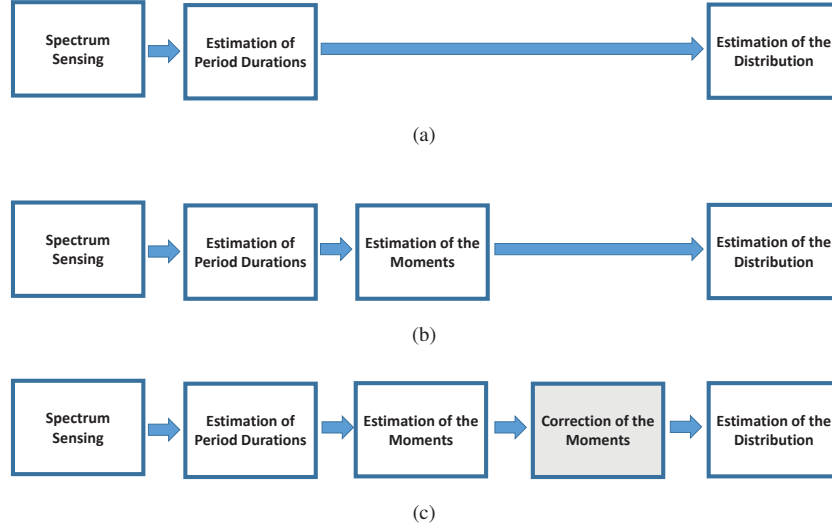 Spectrum
Sensing
Estimation of
Period Durations
Estimation of the
Distribution
(a)
Spectrum
Sensing
Estimation of
Period Durations
Estimation of the
Moments
Estimation of the
Distribution
(b)
Spectrum
Sensing
Estimation of
Period Durations
Estimation of the
Moments
Correction of the
Moments
Estimation of the
Distribution
(c)